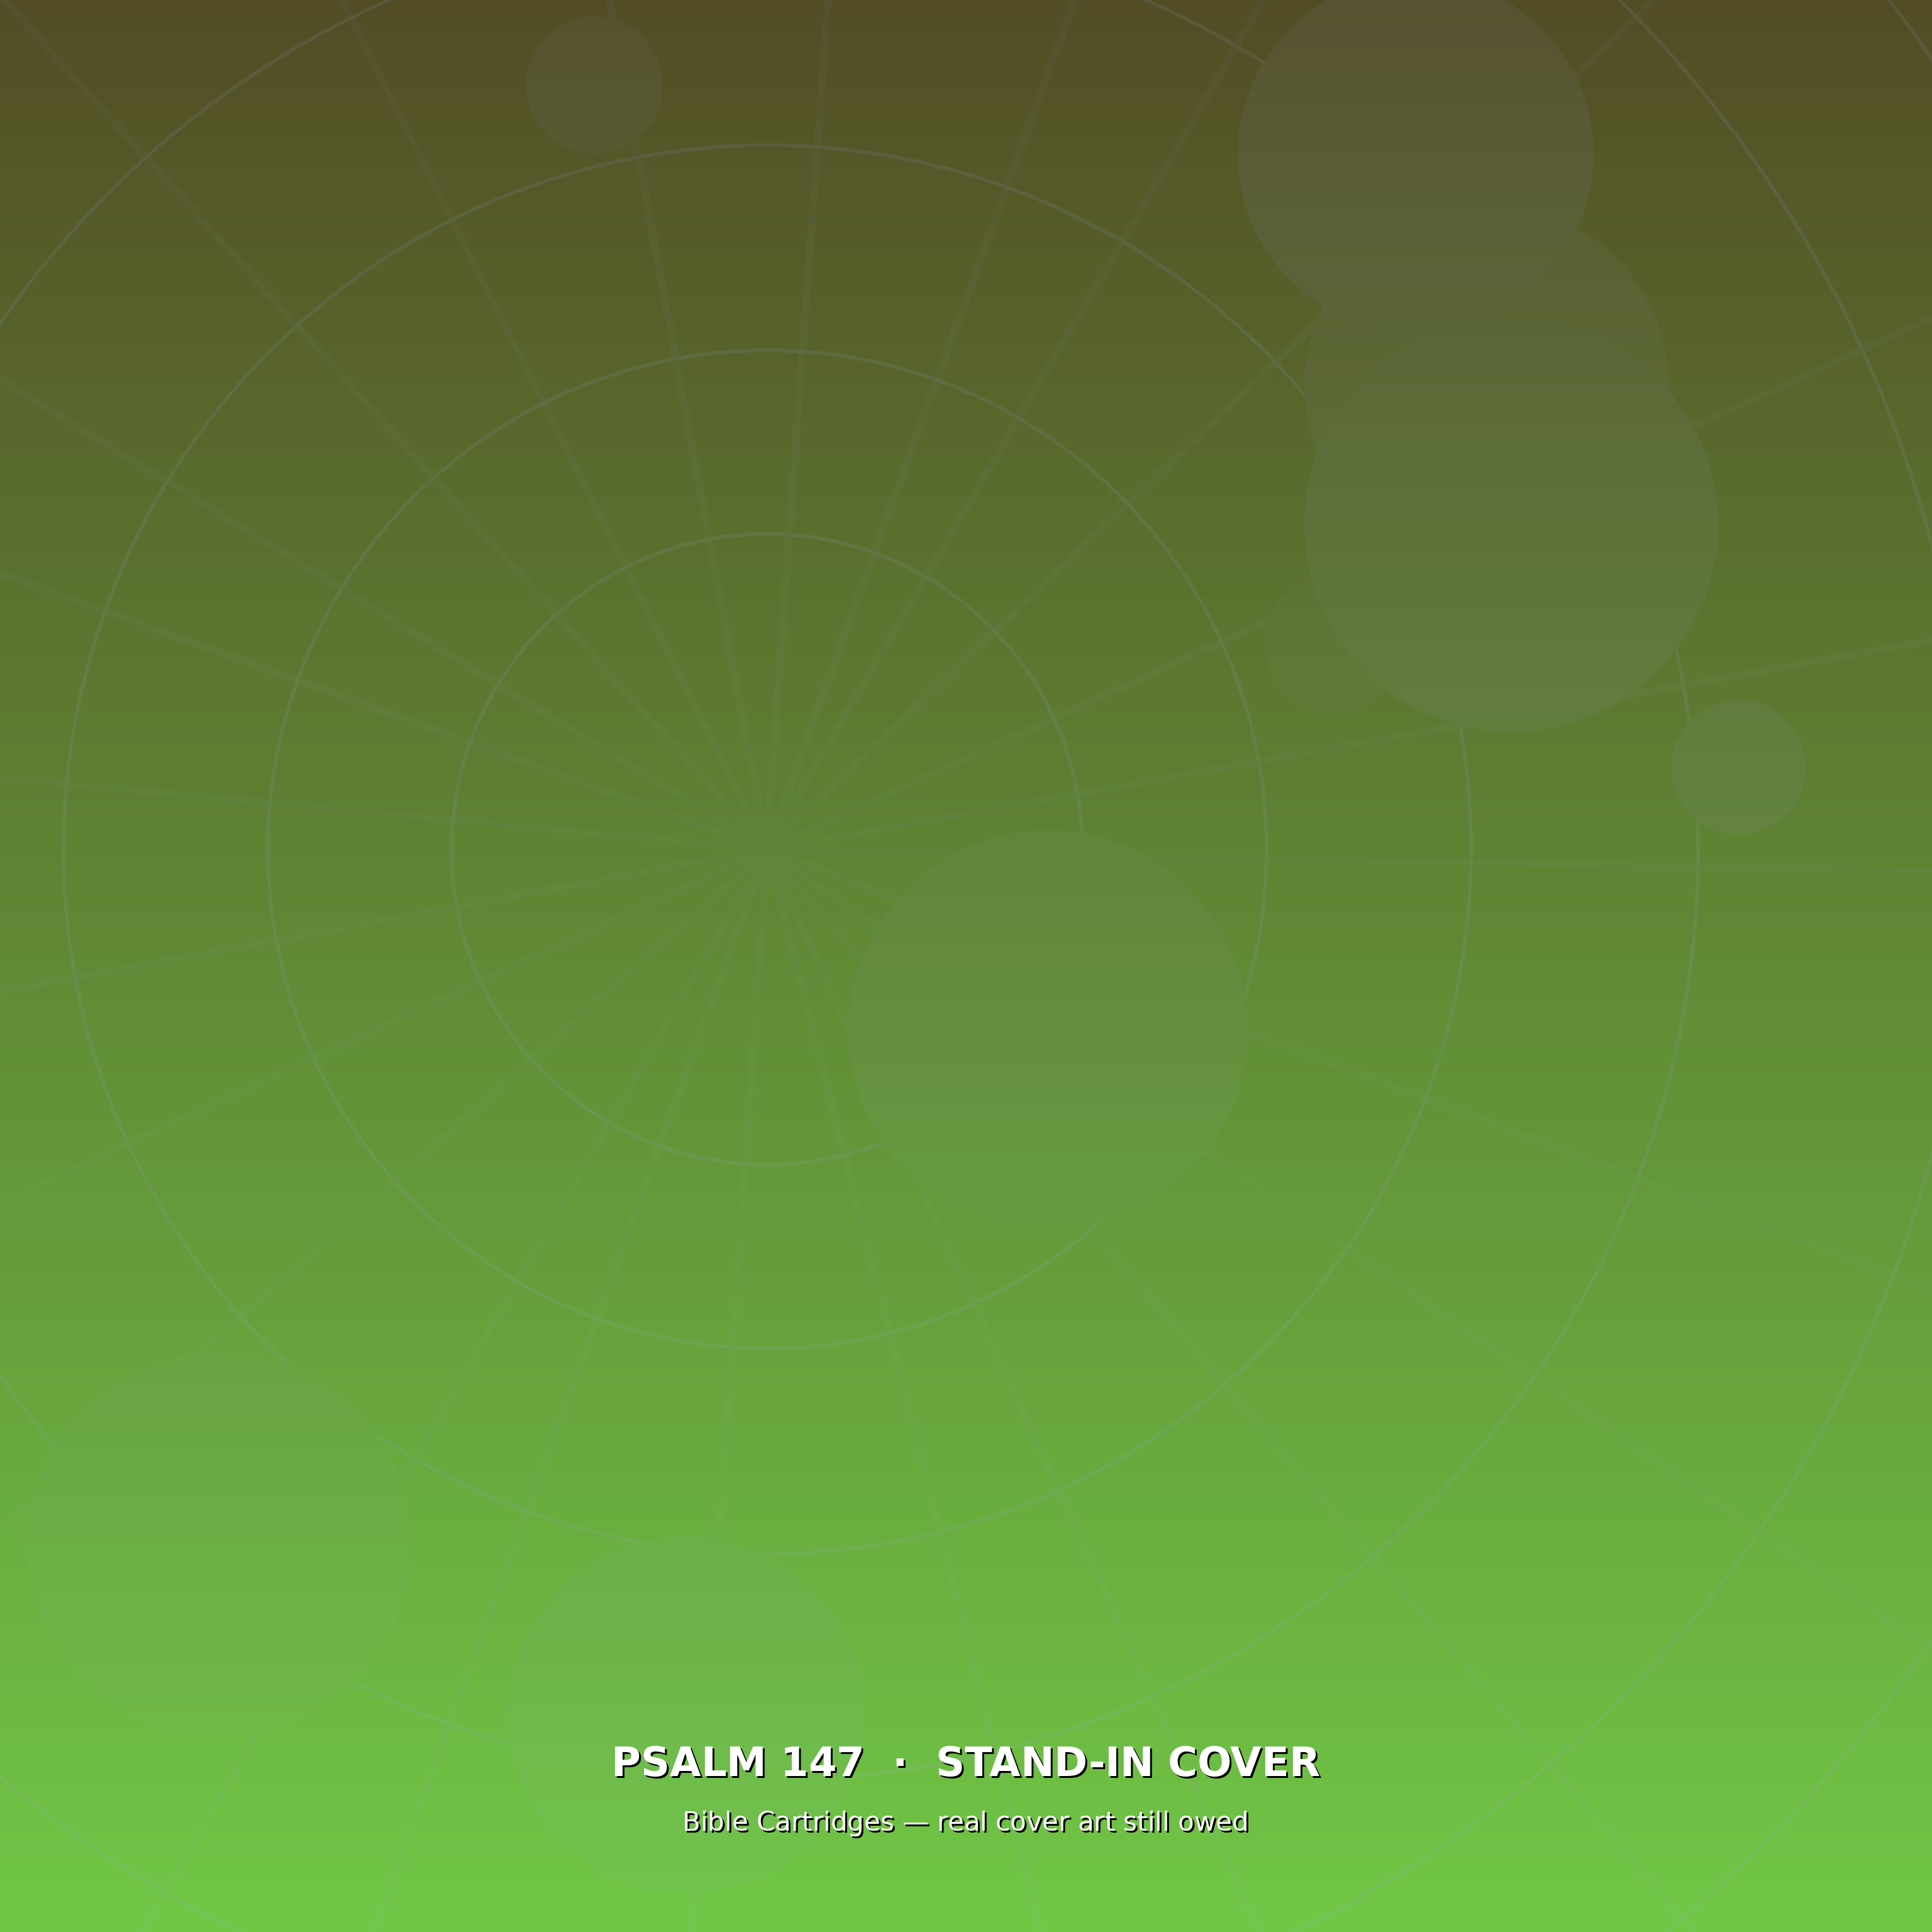 PSALM 147 · STAND-IN COVER
Bible Cartridges — real cover art still owed